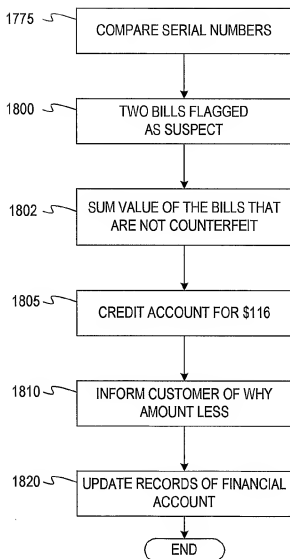 1775
COMPARE SERIAL NUMBERS
1800
TWO BILLS FLAGGED
AS SUSPECT
1802
SUM VALUE OF THE BILLS THAT
ARE NOT COUNTERFEIT
1805
CREDIT ACCOUNT FOR $116
1810
INFORM CUSTOMER OF WHY
AMOUNT LESS
1820
UPDATE RECORDS OF FINANCIAL
ACCOUNT
END